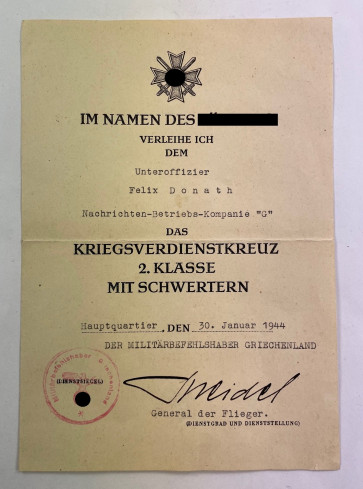 IM NAMEN DES
VERLEIHE ICH
DEM
Unteroffizier
Felix Donath
Nachrichten-Betriebs-Kompanie "G"
DAS
KRIEGSVERDIENSTKREUZ
2. KLASSE
MIT SCHWERTERN
Hauptquartier, DEN 30. Januar 1944
DER MILITÄRBEFEHLSHABER GRIECHENLAND
(DIENSTSIEGEL)
General der Flieger.
(DIENSTGRAD UND DIENSTSTELLUNG)